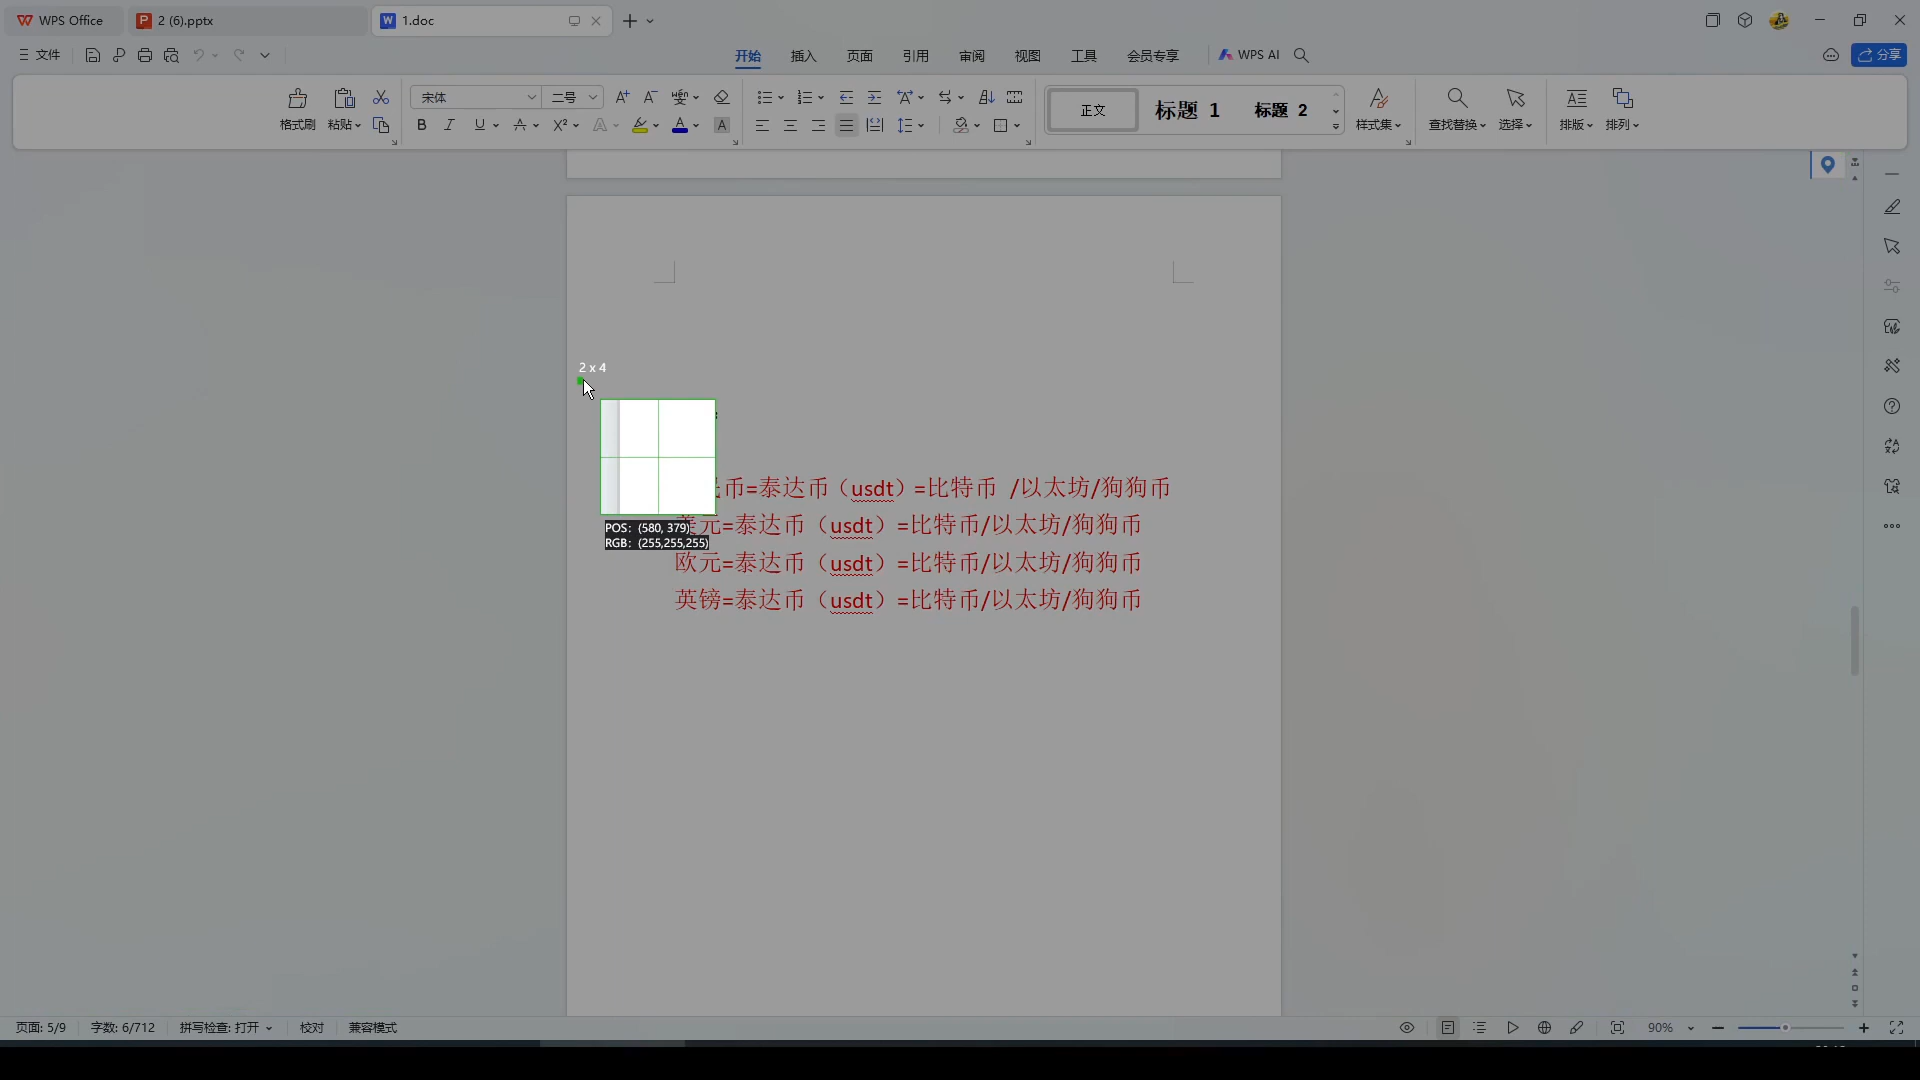 WPS Office
2 (6).pptx
1.doc
文件
开始 插入 页面 引用 审阅 视图 工具 会员专享 WPS AI
分享
格式刷 粘贴 宋体 二号 正文 标题 1 标题 2 样式集 查找替换 选择 排版 排列
2 x 4
币=泰达币（usdt）=比特币 /以太坊/狗狗币
美元=泰达币（usdt）=比特币/以太坊/狗狗币
POS: (580, 379)
RGB: (255,255,255)
欧元=泰达币（usdt）=比特币/以太坊/狗狗币
英镑=泰达币（usdt）=比特币/以太坊/狗狗币
页面: 5/9 字数: 6/712 拼写检查: 打开 校对 兼容模式 90%